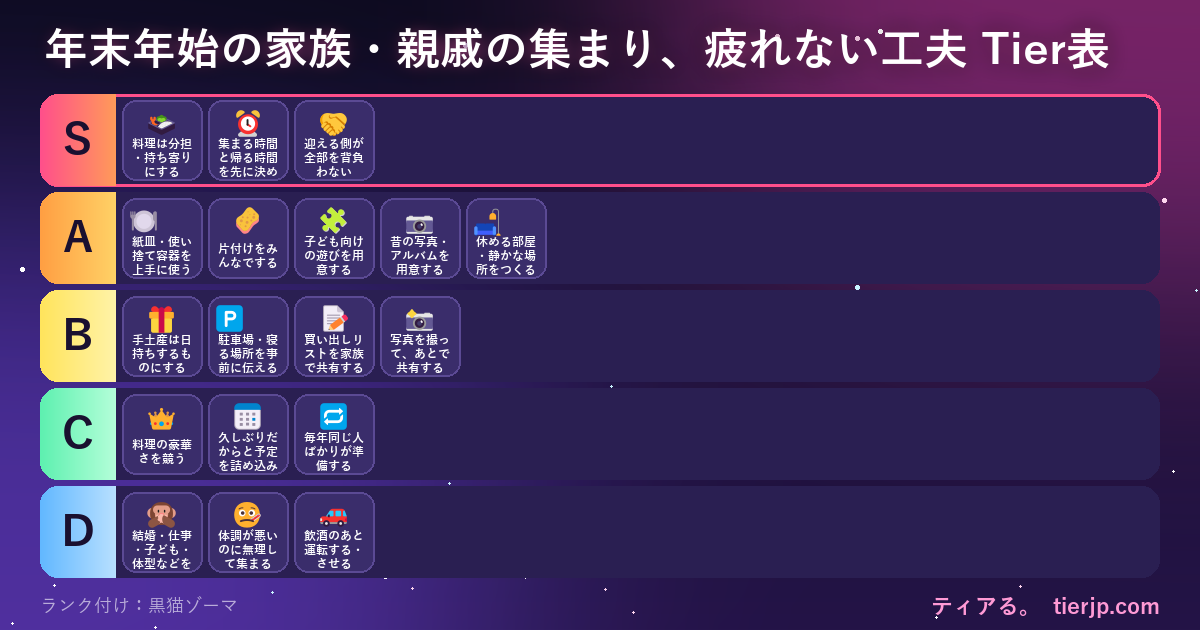 年末年始の家族・親戚の集まり、疲れない工夫 Tier表
S
料理は分担
・持ち寄り
にする
集まる時間
と帰る時間
を先に決め
迎える側が
全部を背負
わない
A
紙皿・使い
捨て容器を
上手に使う
片付けをみ
んなでする
子ども向け
の遊びを用
意する
昔の写真・
アルバムを
用意する
休める部屋
・静かな場
所をつくる
B
手土産は日
持ちするも
のにする
P
駐車場・寝
る場所を事
前に伝える
買い出しリ
ストを家族
で共有する
写真を撮っ
て、あとで
共有する
C
料理の豪華
さを競う
久しぶりだ
からと予定
を詰め込み
毎年同じ人
ばかりが準
備する
D
結婚・仕事
・子ども・
体型などを
体調が悪い
のに無理し
て集まる
飲酒のあと
運転する・
させる
ランク付け：黒猫ゾーマ
ティアる。 tierjp.com